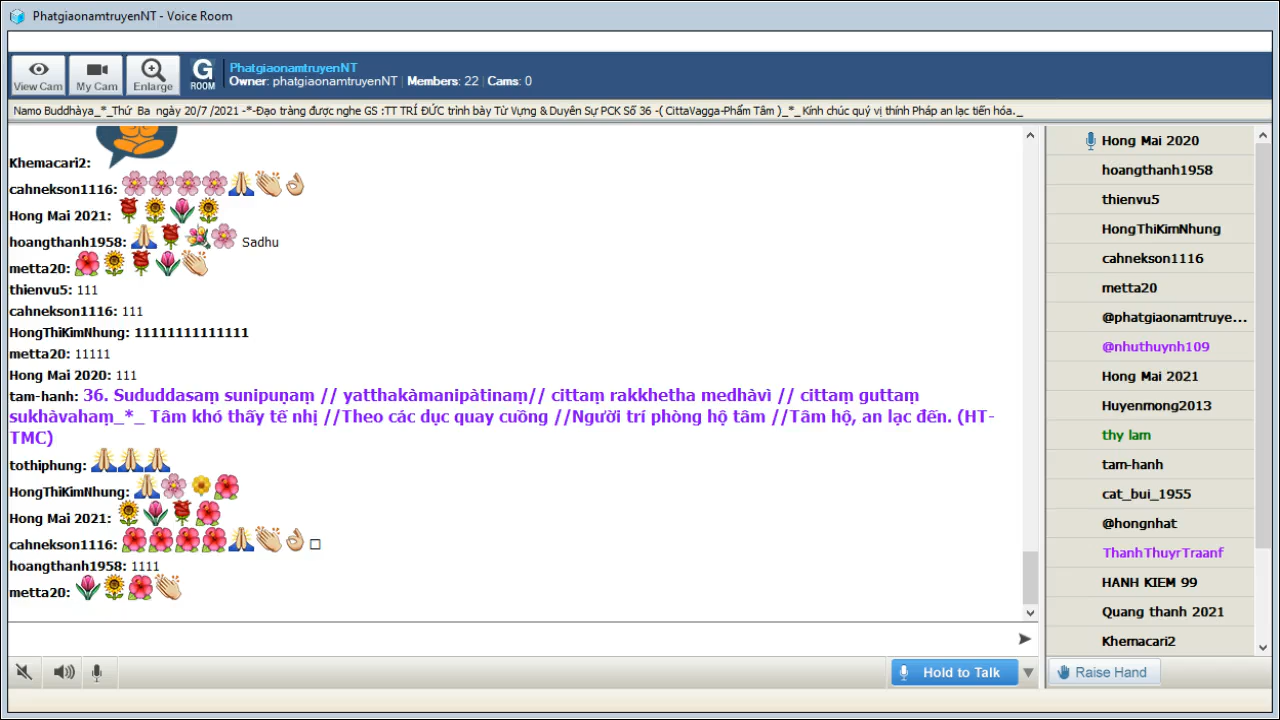 PhatgiaonamtruyenNT - Voice Room
View Cam
My Cam
Enlarge
G
ROOM
PhatgiaonamtruyenNT
Owner: phatgiaonamtruyenNT | Members: 22 | Cams: 0
Namo Buddhàya_*_Thứ Ba ngày 20/7 /2021 -*-Đạo tràng được nghe GS :TT TRÍ ĐỨC trình bày Từ Vựng & Duyên Sự PCK Số 36 -( CittaVagga-Phẩm Tâm )_*_ Kính chúc quý vị thính Pháp an lạc tiến hóa._
Khemacari2:
cahnekson1116:
Hong Mai 2021:
hoangthanh1958: Sadhu
metta20:
thienvu5: 111
cahnekson1116: 111
HongThiKimNhung: 11111111111111
metta20: 11111
Hong Mai 2020: 111
tam-hanh: 36. Sududdasaṃ sunipuṇaṃ // yatthakàmanipàtinaṃ// cittaṃ rakkhetha medhàvì // cittaṃ guttaṃ
sukhàvahaṃ_*_ Tâm khó thấy tế nhị //Theo các dục quay cuồng //Người trí phòng hộ tâm //Tâm hộ, an lạc đến. (HT-
TMC)
tothiphung:
HongThiKimNhung:
Hong Mai 2021:
cahnekson1116:
hoangthanh1958: 1111
metta20:
Hong Mai 2020
hoangthanh1958
thienvu5
HongThiKimNhung
cahnekson1116
metta20
@phatgiaonamtruye...
@nhuthuynh109
Hong Mai 2021
Huyenmong2013
thy lam
tam-hanh
cat_bui_1955
@hongnhat
ThanhThuyrTraanf
HANH KIEM 99
Quang thanh 2021
Khemacari2
Hold to Talk
Raise Hand